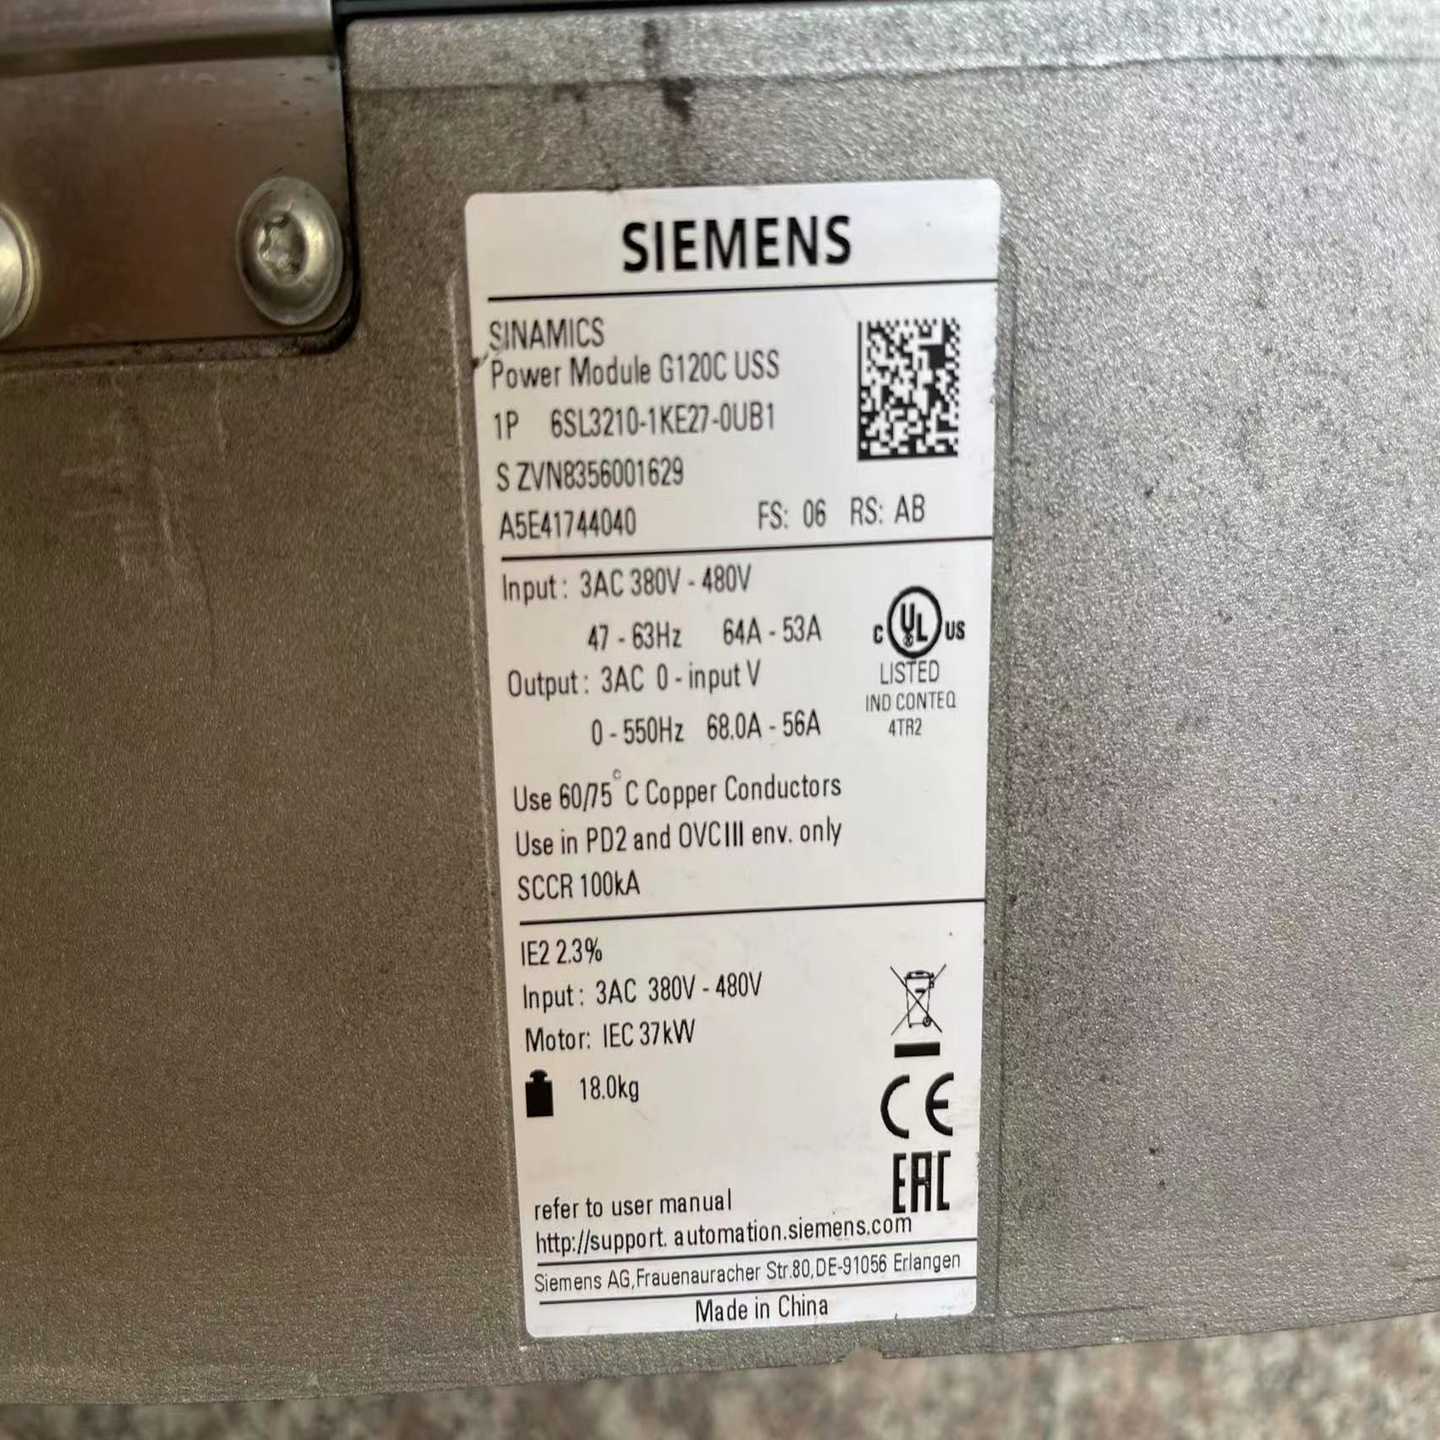 SIEMENS
SINAMICS
Power Module G120C USS
1P 6SL3210-1KE27-0UB1
S ZVN8356001629
A5E41744040 FS: 06 RS: AB
Input: 3AC 380V - 480V
47 - 63Hz 64A - 53A
Output: 3AC 0 - input V
0 - 550Hz 68.0A - 56A
C UL US
LISTED
IND CONTEQ
4TR2
Use 60/75°C Copper Conductors
Use in PD2 and OVCIII env. only
SCCR 100kA
IE2 2.3%
Input: 3AC 380V - 480V
Motor: IEC 37kW
18.0kg
CE
EAC
refer to user manual
http://support. automation.siemens.com
Siemens AG,Frauenauracher Str.80,DE-91056 Erlangen
Made in China